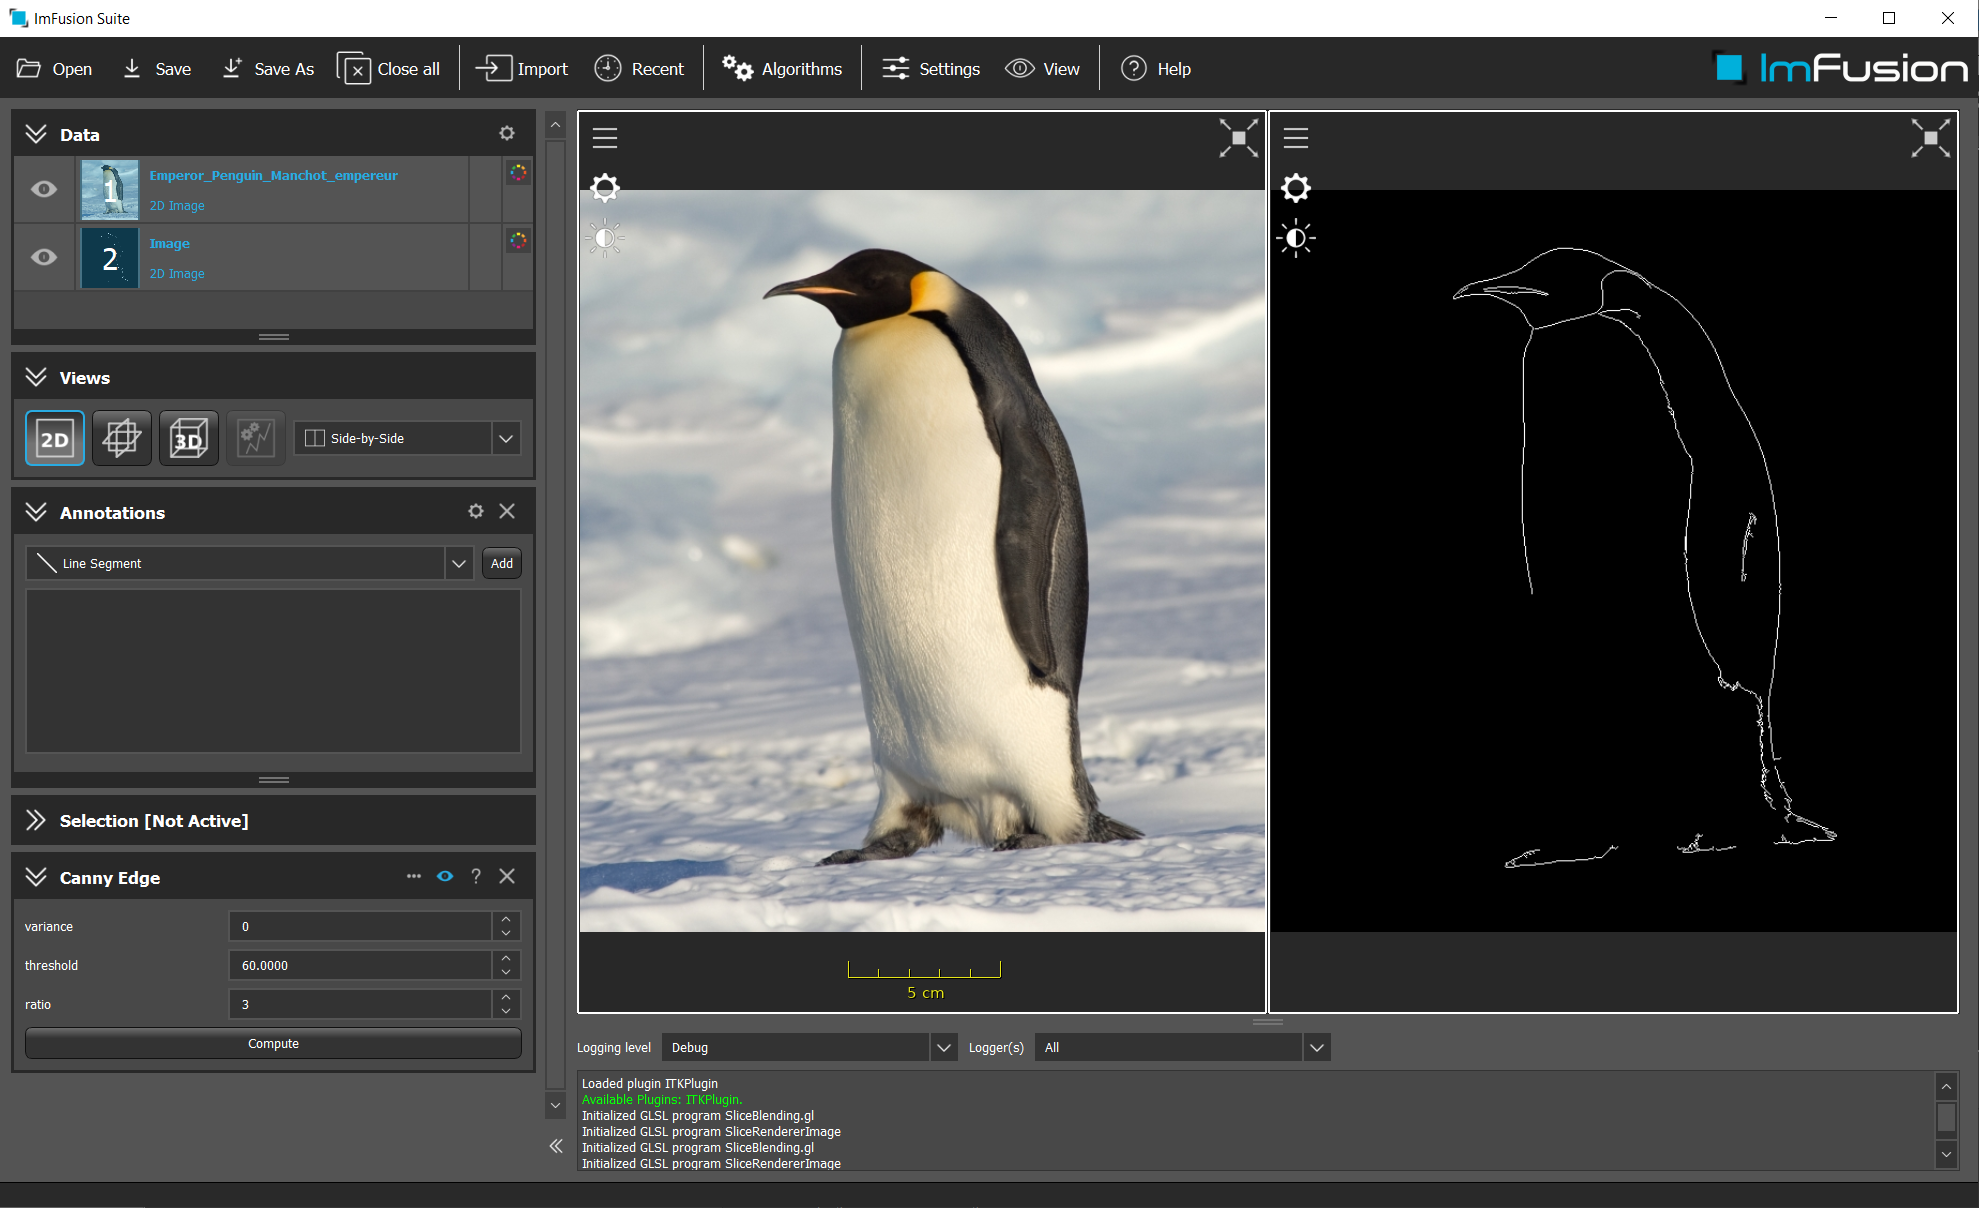 ImFusion Suite
Open Save Save As Close all Import Recent Algorithms Settings View Help
ImFusion
Data
1
Emperor_Penguin_Manchot_empereur
2D Image
2
Image
2D Image
Views
2D 3D Side-by-Side
Annotations
Line Segment Add
Selection [Not Active]
Canny Edge ?
variance 0
threshold 60.0000
ratio 3
Compute
5 cm
Logging level Debug Logger(s) All
Loaded plugin ITKPlugin
Available Plugins: ITKPlugin.
Initialized GLSL program SliceBlending.gl
Initialized GLSL program SliceRendererImage
Initialized GLSL program SliceBlending.gl
Initialized GLSL program SliceRendererImage